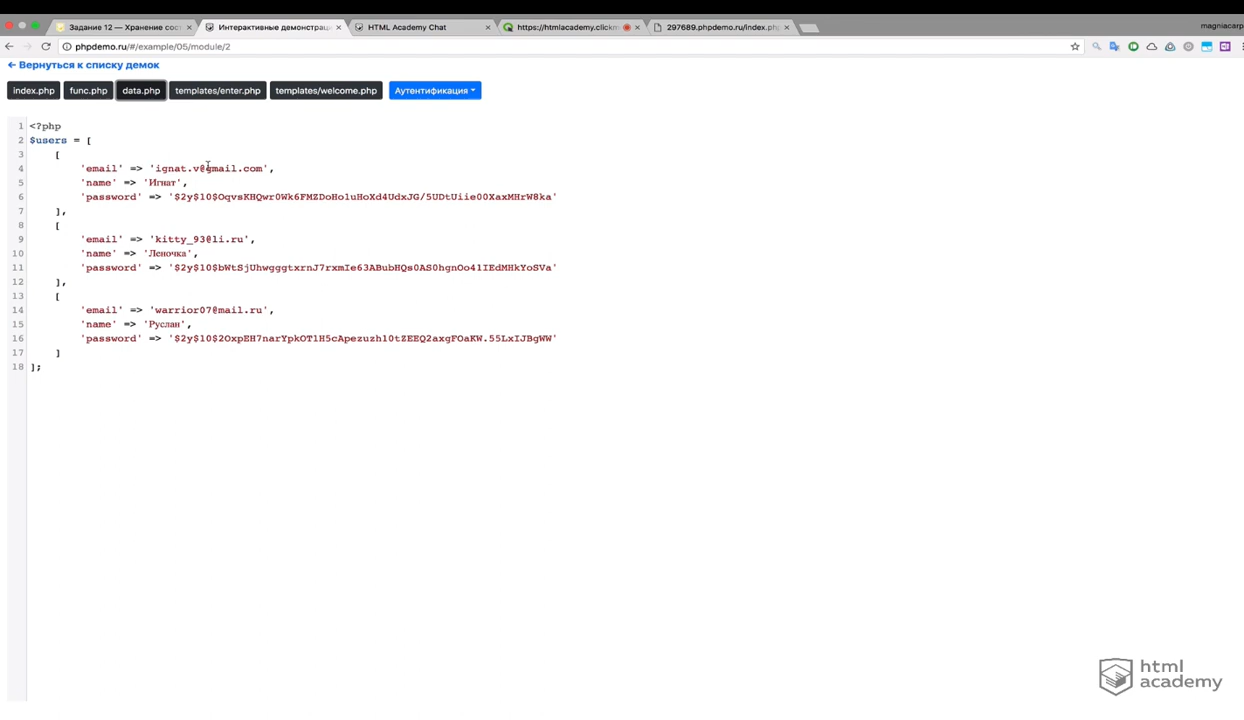 Задание 12 — Хранение сост
Интерактивные демонстрац
HTML Academy Chat
https://htmlacademy.clickm
297689.phpdemo.ru/index.ph
magniacarp
phpdemo.ru/#/example/05/module/2
← Вернуться к списку демок
index.php
func.php
data.php
templates/enter.php
templates/welcome.php
Аутентификация
1 <?php
2 $users = [
3 [
4 'email' => 'ignat.v@gmail.com',
5 'name' => 'Игнат',
6 'password' => '$2y$10$OqvsKHQwr0Wk6FMZDoHo1uHoXd4UdxJG/5UDtUiie00XaxMHrW8ka'
7 ],
8 [
9 'email' => 'kitty_93@li.ru',
10 'name' => 'Леночка',
11 'password' => '$2y$10$bWtSjUhwgggtxrnJ7rxmIe63ABubHQs0AS0hgnOo41IEdMHkYoSVa'
12 ],
13 [
14 'email' => 'warrior07@mail.ru',
15 'name' => 'Руслан',
16 'password' => '$2y$10$2OxpEH7narYpkOT1H5cApezuzh10tZEEQ2axgFOaKW.55LxIJBgWW'
17 ]
18 ];
html
academy